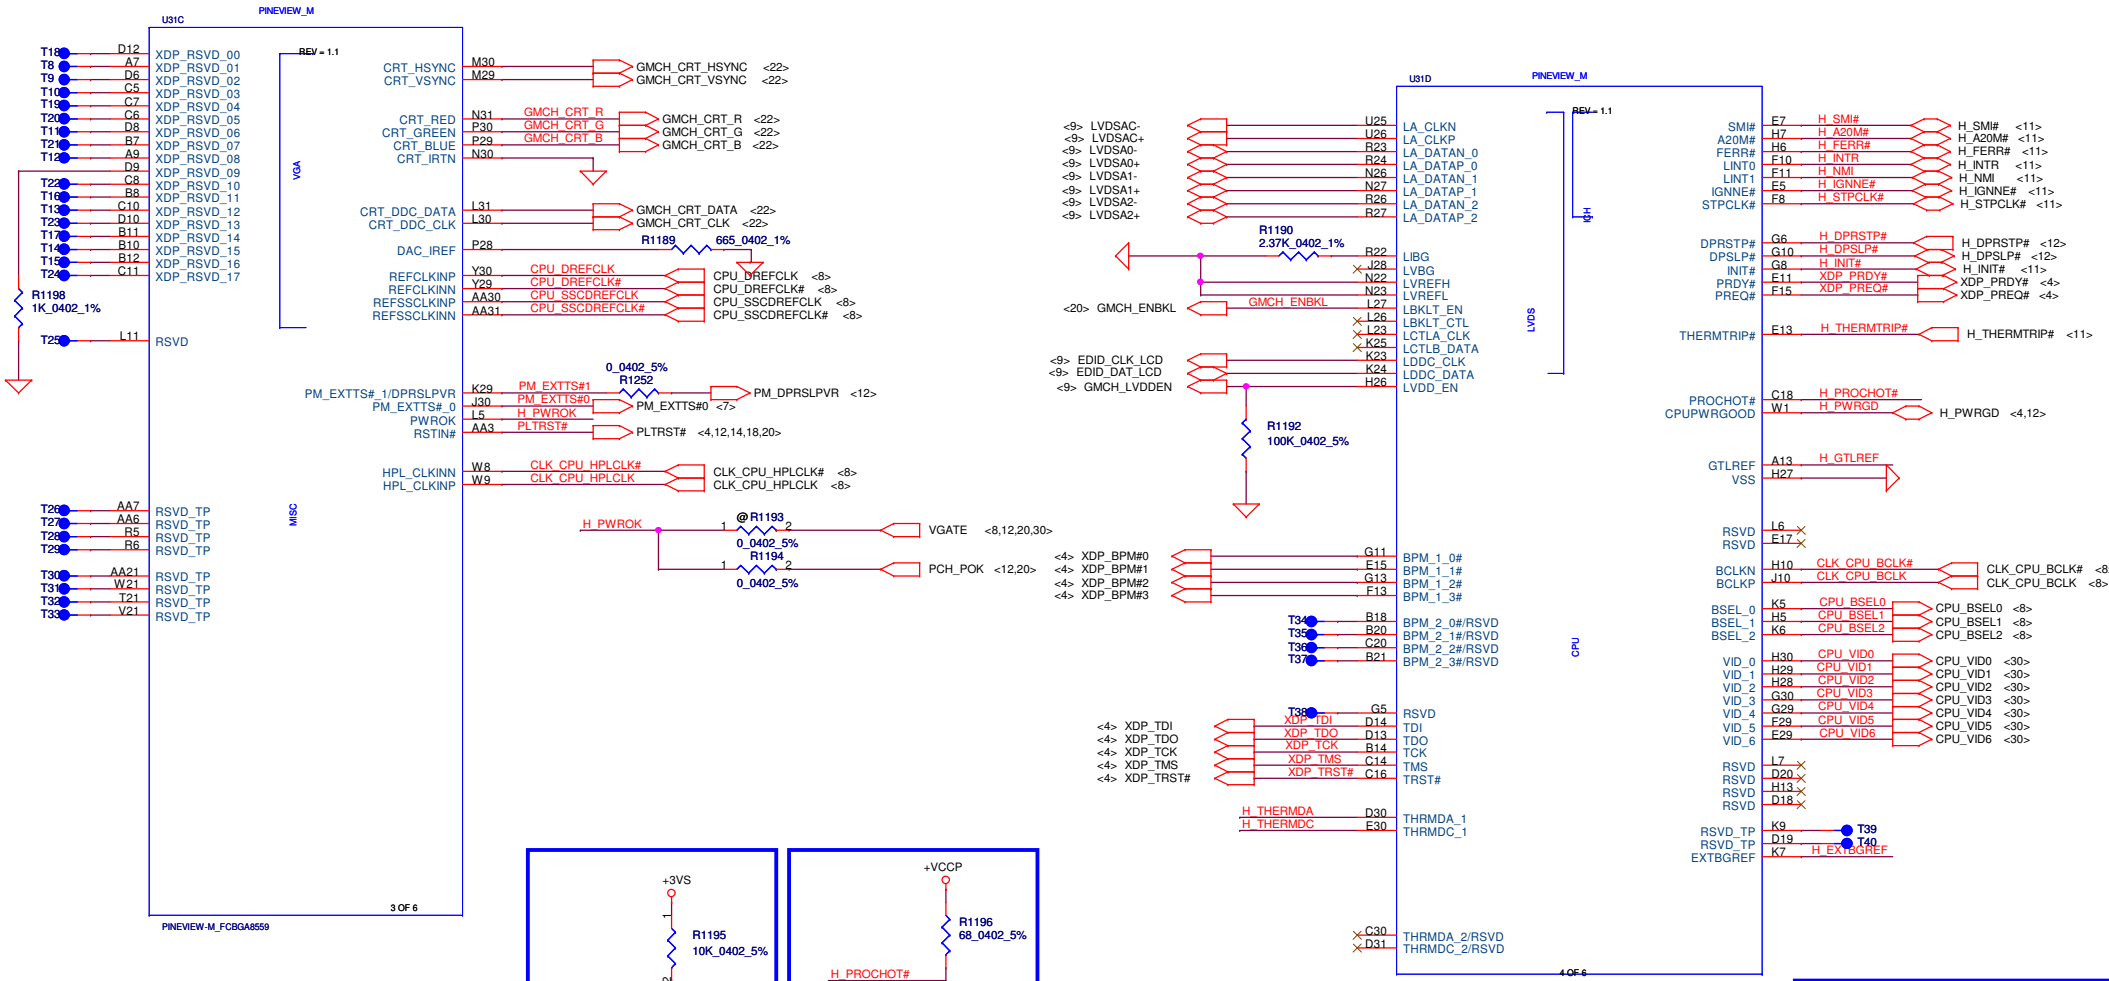 PINEVIEW_M
U31C
REV = 1.1
T18 D12 XDP_RSVD_00
T8 A7 XDP_RSVD_01
T9 D6 XDP_RSVD_02
T10 C5 XDP_RSVD_03
T19 C7 XDP_RSVD_04
T20 C6 XDP_RSVD_05
T11 D8 XDP_RSVD_06
T21 B7 XDP_RSVD_07
T12 A9 XDP_RSVD_08
D9 XDP_RSVD_09
T22 C8 XDP_RSVD_10
T16 B8 XDP_RSVD_11
T13 C10 XDP_RSVD_12
T23 D10 XDP_RSVD_13
T17 B11 XDP_RSVD_14
T14 B10 XDP_RSVD_15
T15 B12 XDP_RSVD_16
T24 C11 XDP_RSVD_17
R1198
1K_0402_1%
T25 L11 RSVD
T26 AA7 RSVD_TP
T27 AA6 RSVD_TP
T28 R5 RSVD_TP
T29 R6 RSVD_TP
T30 AA21 RSVD_TP
T31 W21 RSVD_TP
T32 T21 RSVD_TP
T33 V21 RSVD_TP
VGA
MISC
CRT_HSYNC M30 GMCH_CRT_HSYNC <22>
CRT_VSYNC M29 GMCH_CRT_VSYNC <22>
CRT_RED N31 GMCH_CRT_R GMCH_CRT_R <22>
CRT_GREEN P30 GMCH_CRT_G GMCH_CRT_G <22>
CRT_BLUE P29 GMCH_CRT_B GMCH_CRT_B <22>
CRT_IRTN N30
CRT_DDC_DATA L31 GMCH_CRT_DATA <22>
CRT_DDC_CLK L30 GMCH_CRT_CLK <22>
DAC_IREF P28 R1189 665_0402_1%
REFCLKINP Y30 CPU_DREFCLK CPU_DREFCLK <8>
REFCLKINN Y29 CPU_DREFCLK# CPU_DREFCLK# <8>
REFSSCLKINP AA30 CPU_SSCDREFCLK CPU_SSCDREFCLK <8>
REFSSCLKINN AA31 CPU_SSCDREFCLK# CPU_SSCDREFCLK# <8>
0_0402_5%
R1252
PM_EXTTS#_1/DPRSLPVR K29 PM_EXTTS#1 PM_DPRSLPVR <12>
PM_EXTTS#_0 J30 PM_EXTTS#0 PM_EXTTS#0 <7>
PWROK L5 H_PWROK
RSTIN# AA3 PLTRST# PLTRST# <4,12,14,18,20>
HPL_CLKINN W8 CLK_CPU_HPLCLK# CLK_CPU_HPLCLK# <8>
HPL_CLKINP W9 CLK_CPU_HPLCLK CLK_CPU_HPLCLK <8>
3 OF 6
PINEVIEW-M_FCBGA8559
@ R1193
H_PWROK 1 2 VGATE <8,12,20,30>
0_0402_5%
R1194
1 2 PCH_POK <12,20>
0_0402_5%
+3VS
1
R1195
10K_0402_5%
2
+VCCP
R1196
68_0402_5%
H_PROCHOT#
U31D
PINEVIEW_M
REV = 1.1
<9> LVDSAC- U25 LA_CLKN
<9> LVDSAC+ U26 LA_CLKP
<9> LVDSA0- R23 LA_DATAN_0
<9> LVDSA0+ R24 LA_DATAP_0
<9> LVDSA1- N26 LA_DATAN_1
<9> LVDSA1+ N27 LA_DATAP_1
<9> LVDSA2- R26 LA_DATAN_2
<9> LVDSA2+ R27 LA_DATAP_2
R1190
2.37K_0402_1%
R22 LIBG
J28 LVBG
N22 LVREFH
N23 LVREFL
<20> GMCH_ENBKL GMCH_ENBKL L27 LBKLT_EN
L26 LBKLT_CTL
L23 LCTLA_CLK
K25 LCTLB_DATA
<9> EDID_CLK_LCD K23 LDDC_CLK
<9> EDID_DAT_LCD K24 LDDC_DATA
<9> GMCH_LVDDEN H26 LVDD_EN
R1192
100K_0402_5%
<4> XDP_BPM#0 G11 BPM_1_0#
<4> XDP_BPM#1 E15 BPM_1_1#
<4> XDP_BPM#2 G13 BPM_1_2#
<4> XDP_BPM#3 F13 BPM_1_3#
T34 B18 BPM_2_0#/RSVD
T35 B20 BPM_2_1#/RSVD
T36 C20 BPM_2_2#/RSVD
T37 B21 BPM_2_3#/RSVD
T38 G5 RSVD
<4> XDP_TDI XDP_TDI D14 TDI
<4> XDP_TDO XDP_TDO D13 TDO
<4> XDP_TCK XDP_TCK B14 TCK
<4> XDP_TMS XDP_TMS C14 TMS
<4> XDP_TRST# XDP_TRST# C16 TRST#
H_THERMDA D30 THRMDA_1
H_THERMDC E30 THRMDC_1
C30 THRMDA_2/RSVD
D31 THRMDC_2/RSVD
ICH
LVDS
CPU
SMI# E7 H_SMI# H_SMI# <11>
A20M# H7 H_A20M# H_A20M# <11>
FERR# H6 H_FERR# H_FERR# <11>
LINT0 F10 H_INTR H_INTR <11>
LINT1 F11 H_NMI H_NMI <11>
IGNNE# E5 H_IGNNE# H_IGNNE# <11>
STPCLK# F8 H_STPCLK# H_STPCLK# <11>
DPRSTP# G6 H_DPRSTP# H_DPRSTP# <12>
DPSLP# G10 H_DPSLP# H_DPSLP# <12>
INIT# G8 H_INIT# H_INIT# <11>
PRDY# E11 XDP_PRDY# XDP_PRDY# <4>
PREQ# F15 XDP_PREQ# XDP_PREQ# <4>
THERMTRIP# E13 H_THERMTRIP# H_THERMTRIP# <11>
PROCHOT# C18 H_PROCHOT#
CPUPWRGOOD W1 H_PWRGD H_PWRGD <4,12>
GTLREF A13 H_GTLREF
VSS H27
RSVD L6
RSVD E17
BCLKN H10 CLK_CPU_BCLK# CLK_CPU_BCLK# <8
BCLKP J10 CLK_CPU_BCLK CLK_CPU_BCLK <8>
BSEL_0 K5 CPU_BSEL0 CPU_BSEL0 <8>
BSEL_1 H5 CPU_BSEL1 CPU_BSEL1 <8>
BSEL_2 K6 CPU_BSEL2 CPU_BSEL2 <8>
VID_0 H30 CPU_VID0 CPU_VID0 <30>
VID_1 H29 CPU_VID1 CPU_VID1 <30>
VID_2 H28 CPU_VID2 CPU_VID2 <30>
VID_3 G30 CPU_VID3 CPU_VID3 <30>
VID_4 G29 CPU_VID4 CPU_VID4 <30>
VID_5 F29 CPU_VID5 CPU_VID5 <30>
VID_6 E29 CPU_VID6 CPU_VID6 <30>
RSVD L7
RSVD D20
RSVD H13
RSVD D18
RSVD_TP K9 T39
RSVD_TP D19 T40
EXTBGREF K7 H_EXTBGREF
4 OF 6